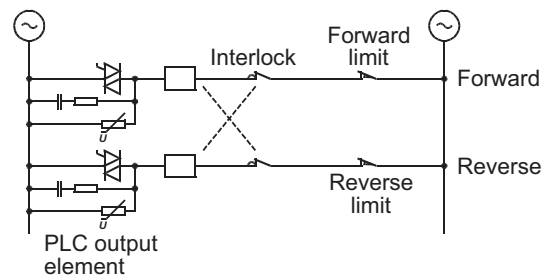 Interlock
Forward
limit
Forward
Reverse
Reverse
limit
U
U
PLC output
element